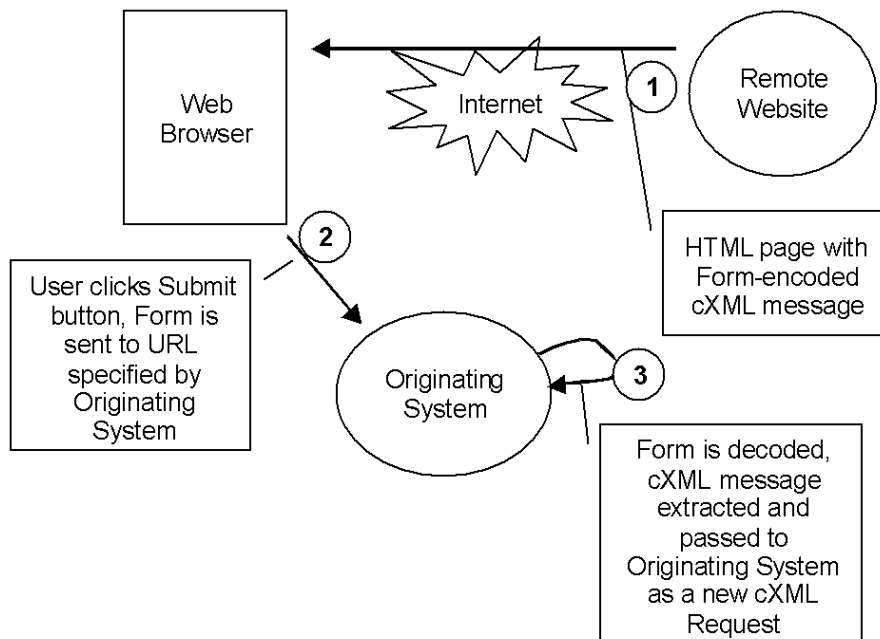 Web
Browser
Internet
1
Remote
Website
HTML page with
Form-encoded
cXML message
2
User clicks Submit
button, Form is
sent to URL
specified by
Originating
System
Originating
System
3
Form is decoded,
cXML message
extracted and
passed to
Originating System
as a new cXML
Request